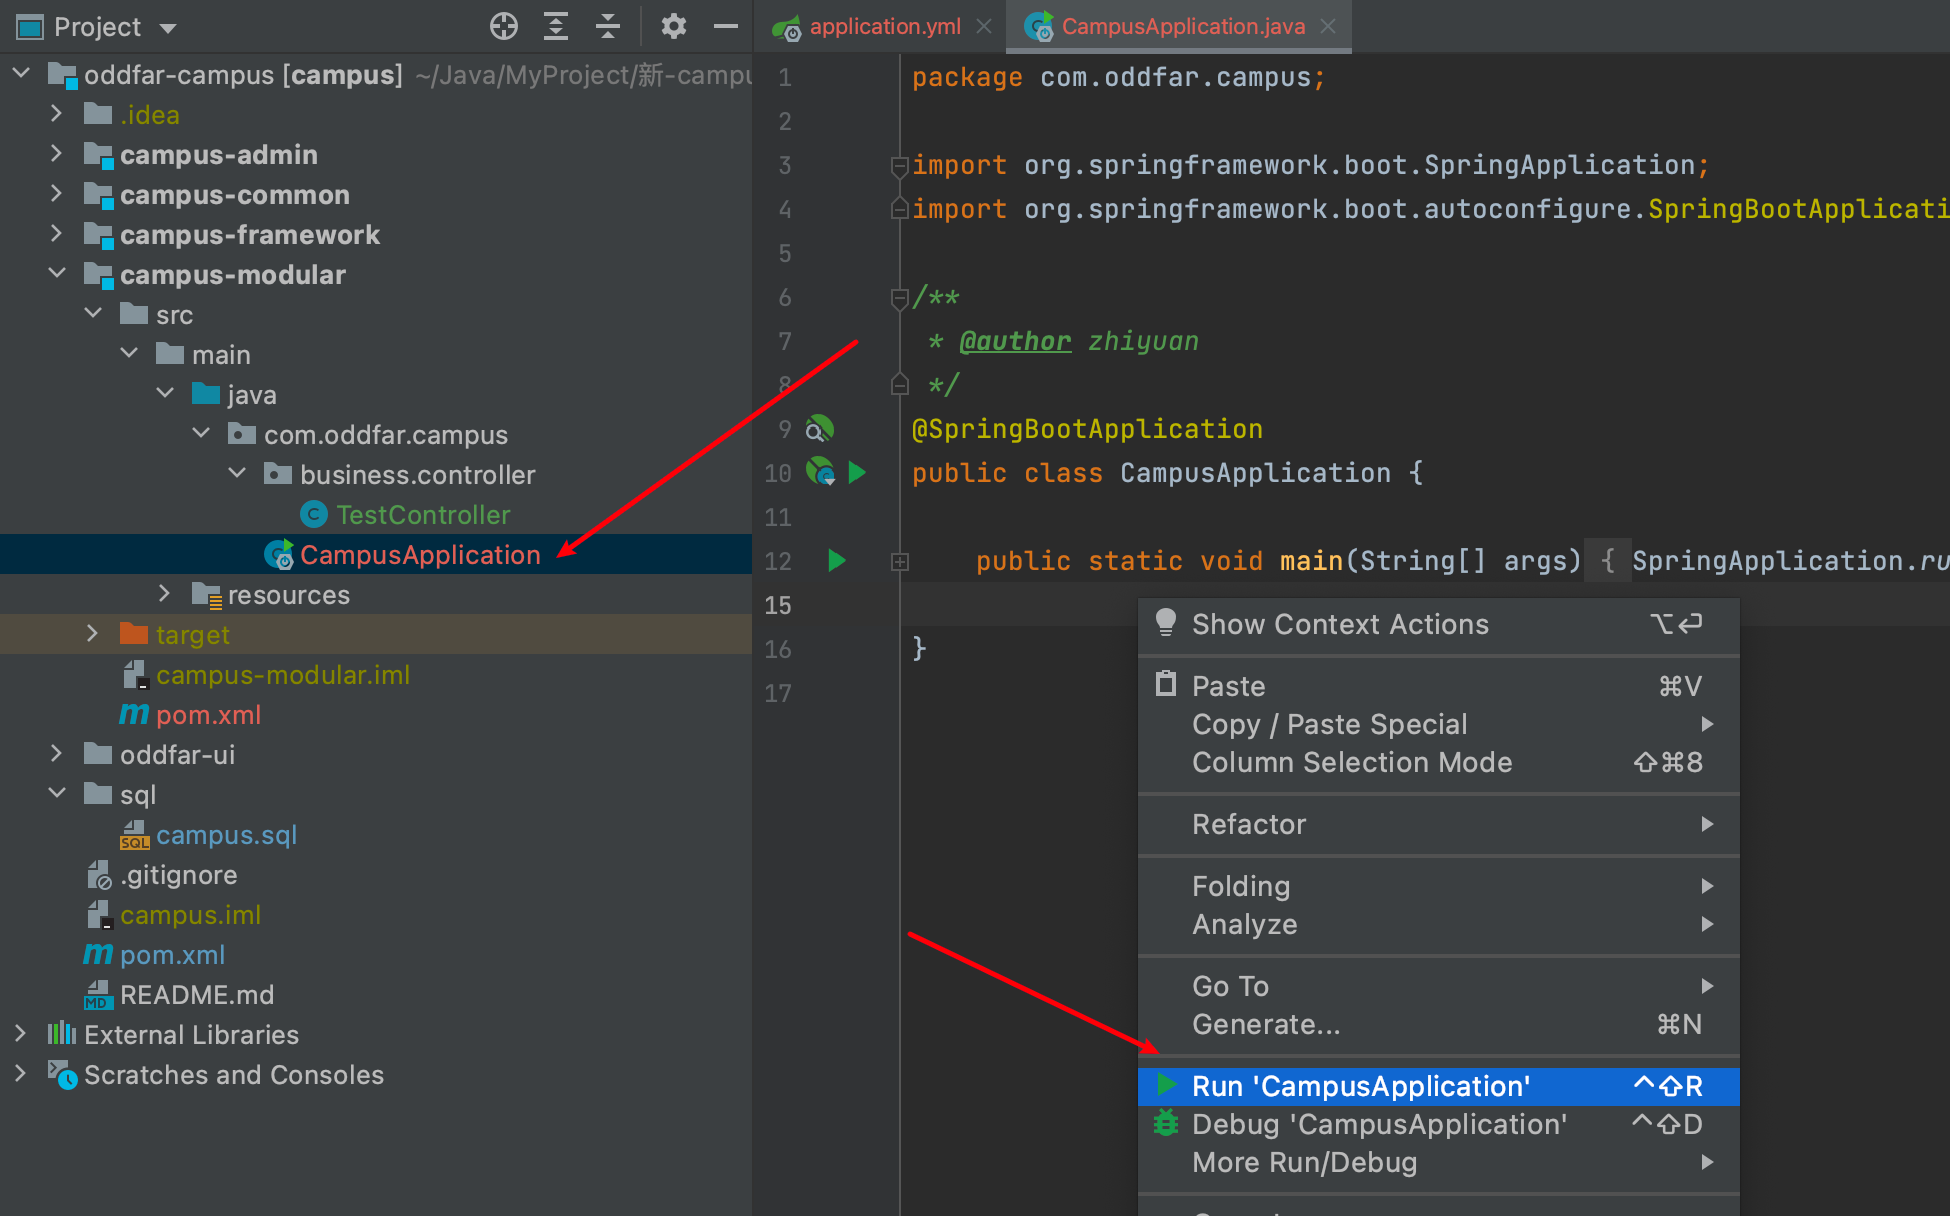 Project
oddfar-campus [campus] ~/Java/MyProject/新-campu
.idea
campus-admin
campus-common
campus-framework
campus-modular
src
main
java
com.oddfar.campus
business.controller
TestController
CampusApplication
resources
target
campus-modular.iml
pom.xml
oddfar-ui
sql
campus.sql
.gitignore
campus.iml
pom.xml
README.md
External Libraries
Scratches and Consoles
application.yml
CampusApplication.java
1 package com.oddfar.campus;
2
3 import org.springframework.boot.SpringApplication;
4 import org.springframework.boot.autoconfigure.SpringBootApplicati
5
6 /**
7 * @author zhiyuan
8 */
9 @SpringBootApplication
10 public class CampusApplication {
11
12 public static void main(String[] args) { SpringApplication.ru
15
16 }
17
Show Context Actions ⌥⏎
Paste ⌘V
Copy / Paste Special
Column Selection Mode ⇧⌘8
Refactor
Folding
Analyze
Go To
Generate... ⌘N
Run 'CampusApplication' ^⇧R
Debug 'CampusApplication' ^⇧D
More Run/Debug